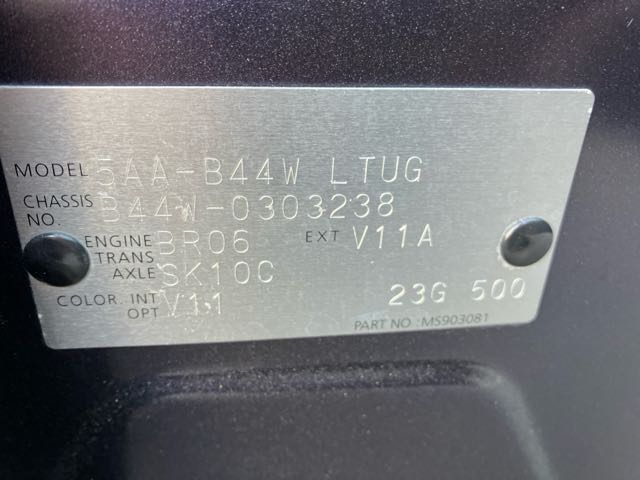 MODEL 5AA-B44W LTUG
CHASSIS NO. B44W-0303238
ENGINE BR06 EXT V11A
TRANS AXLE SK10C
COLOR. INT V11 23G 500
OPT
PART NO : MS903081